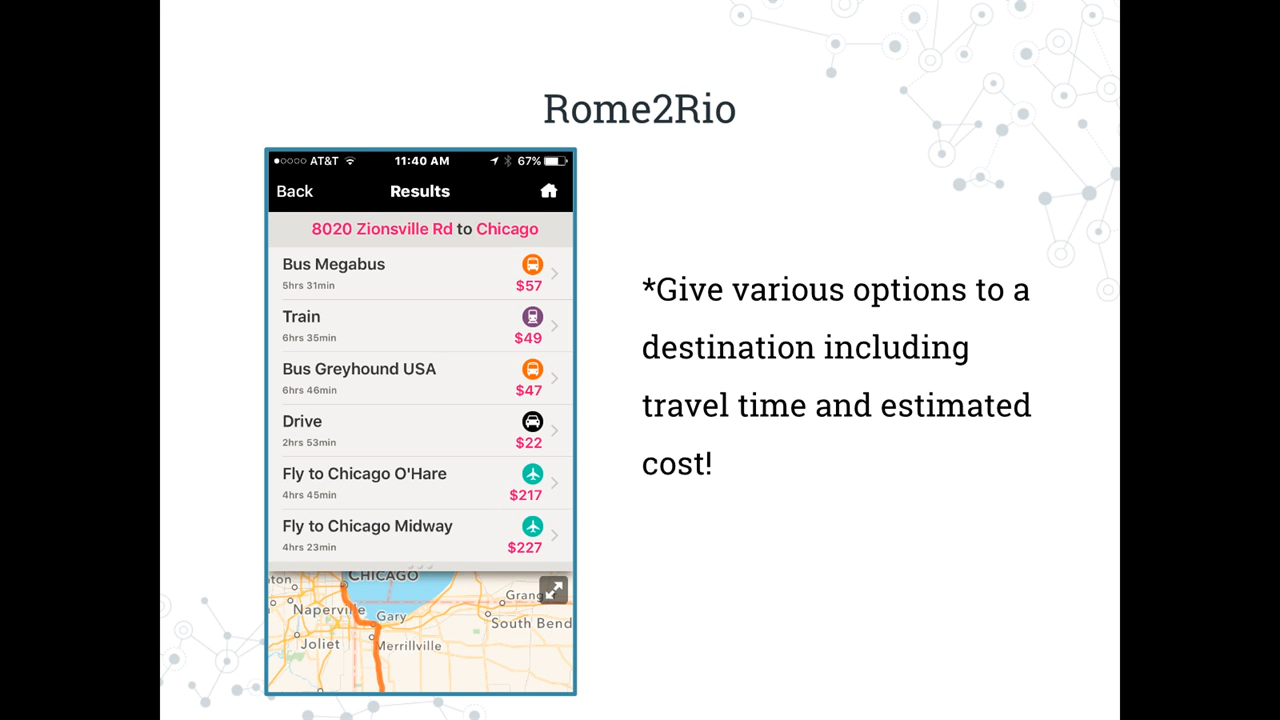 Rome2Rio
AT&T 11:40 AM 67%
Back Results
8020 Zionsville Rd to Chicago
Bus Megabus
5hrs 31min $57
Train
6hrs 35min $49
Bus Greyhound USA
6hrs 46min $47
Drive
2hrs 53min $22
Fly to Chicago O'Hare
4hrs 45min $217
Fly to Chicago Midway
4hrs 23min $227
CHICAGO
ton
Grang
Naperville
Gary
South Bend
Joliet
Merrillville
*Give various options to a
destination including
travel time and estimated
cost!